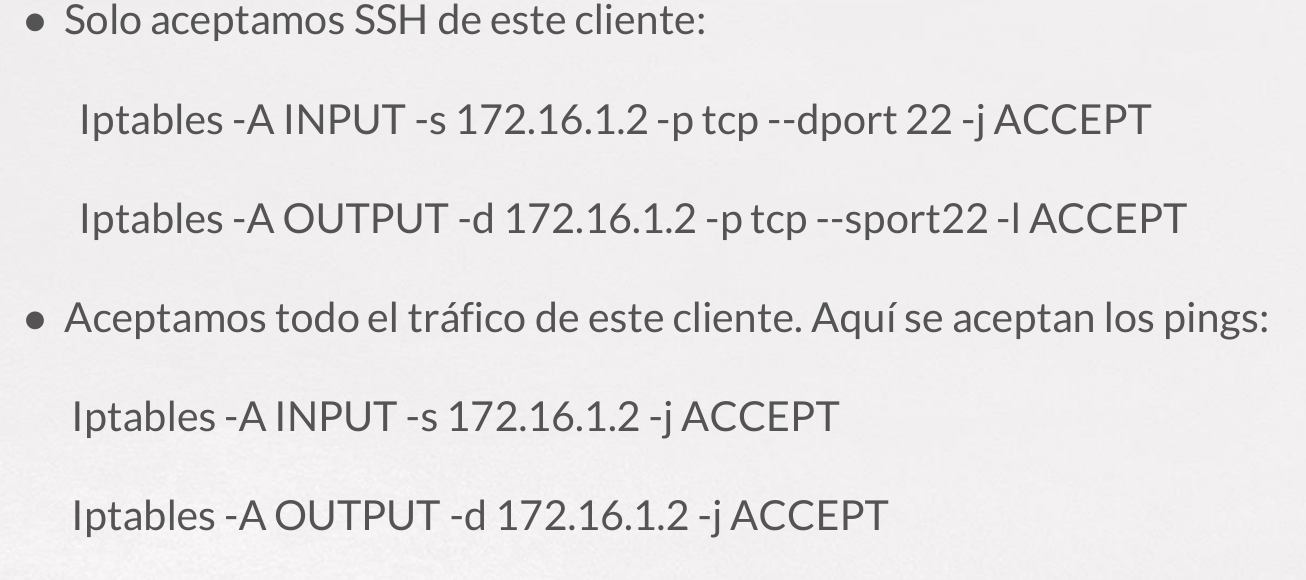 ● Solo aceptamos SSH de este cliente:
Iptables -A INPUT -s 172.16.1.2 -p tcp --dport 22 -j ACCEPT
Iptables -A OUTPUT -d 172.16.1.2 -p tcp --sport22 -l ACCEPT
● Aceptamos todo el tráfico de este cliente. Aquí se aceptan los pings:
Iptables -A INPUT -s 172.16.1.2 -j ACCEPT
Iptables -A OUTPUT -d 172.16.1.2 -j ACCEPT